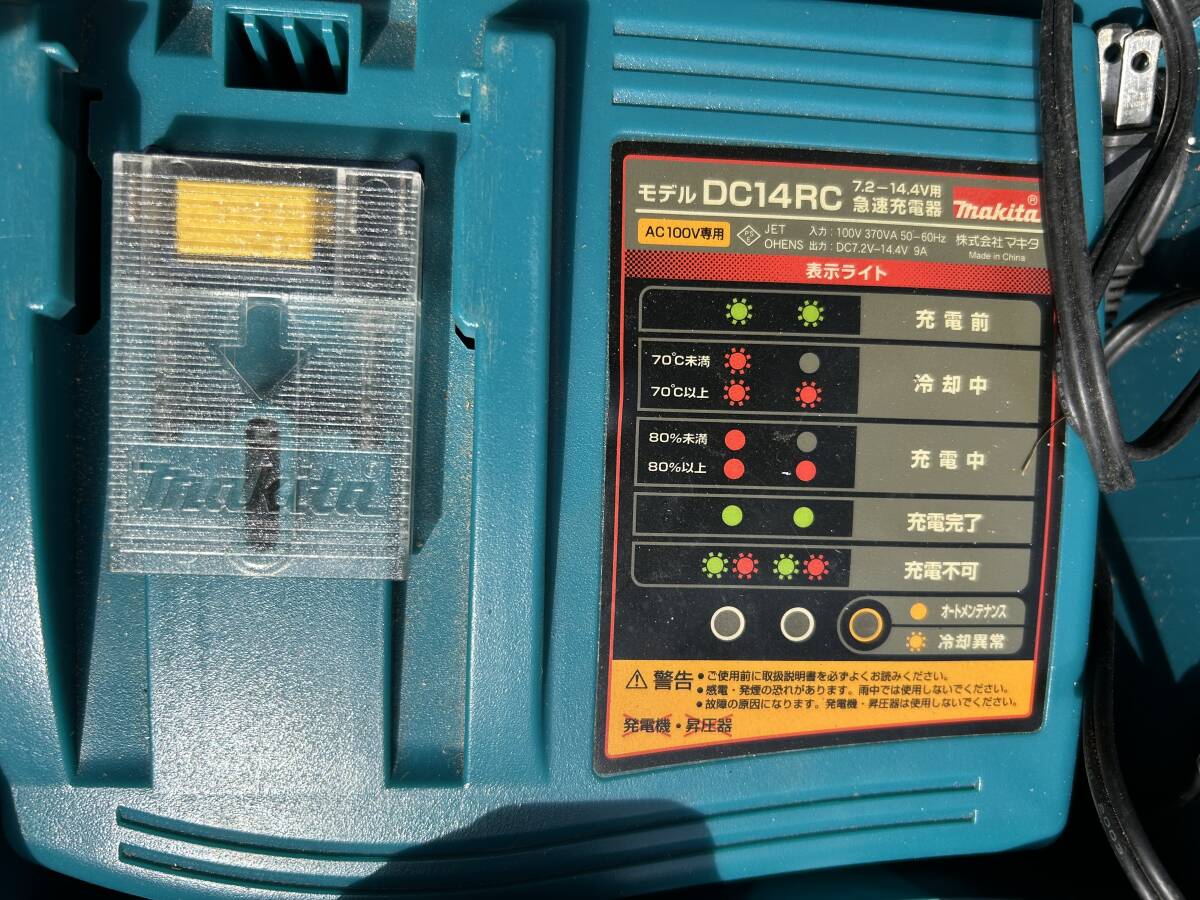 モデル DC14RC 7.2-14.4V用
急速充電器
makita®
AC100V専用
PSE
JET
OHENS
入力:100V 370VA 50-60Hz
出力:DC7.2V-14.4V 9A
株式会社マキタ
Made in China
表示ライト
充電前
70℃未満
70℃以上
冷却中
80%未満
80%以上
充電中
充電完了
充電不可
オートメンテナンス
冷却異常
警告
•ご使用前に取扱説明書を必ずよくお読みください。
•感電・発煙の恐れがあります。雨中では使用しないでください。
•故障の原因になります。発電機・昇圧器は使用しないでください。
発電機・昇圧器
makita